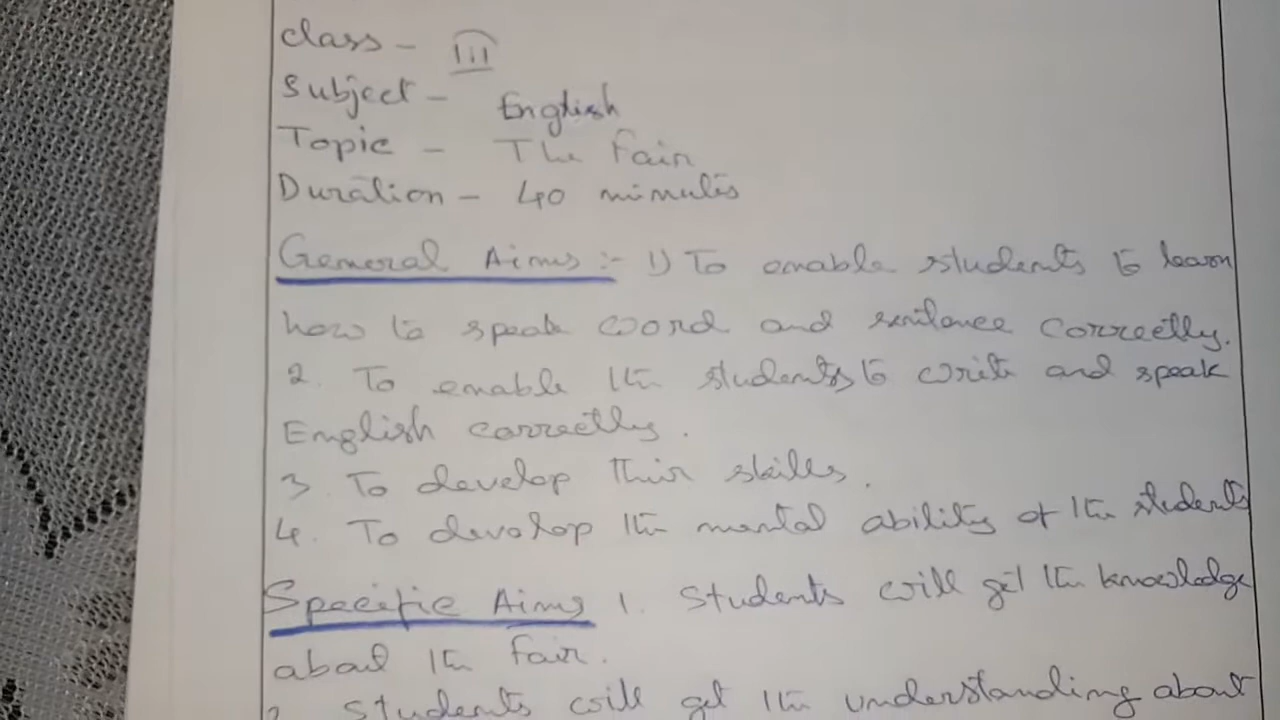 Class - III
Subject - English
Topic - The Fair
Duration - 40 minutes
General Aims :- 1) To enable students to learn
how to speak word and sentence correctly.
2. To enable the students to write and speak
English correctly.
3 To develop their skills.
4. To develop the mental ability of the students
Specific Aims 1. Students will get the knowledge
about the Fair.
2 Students will get the understanding about